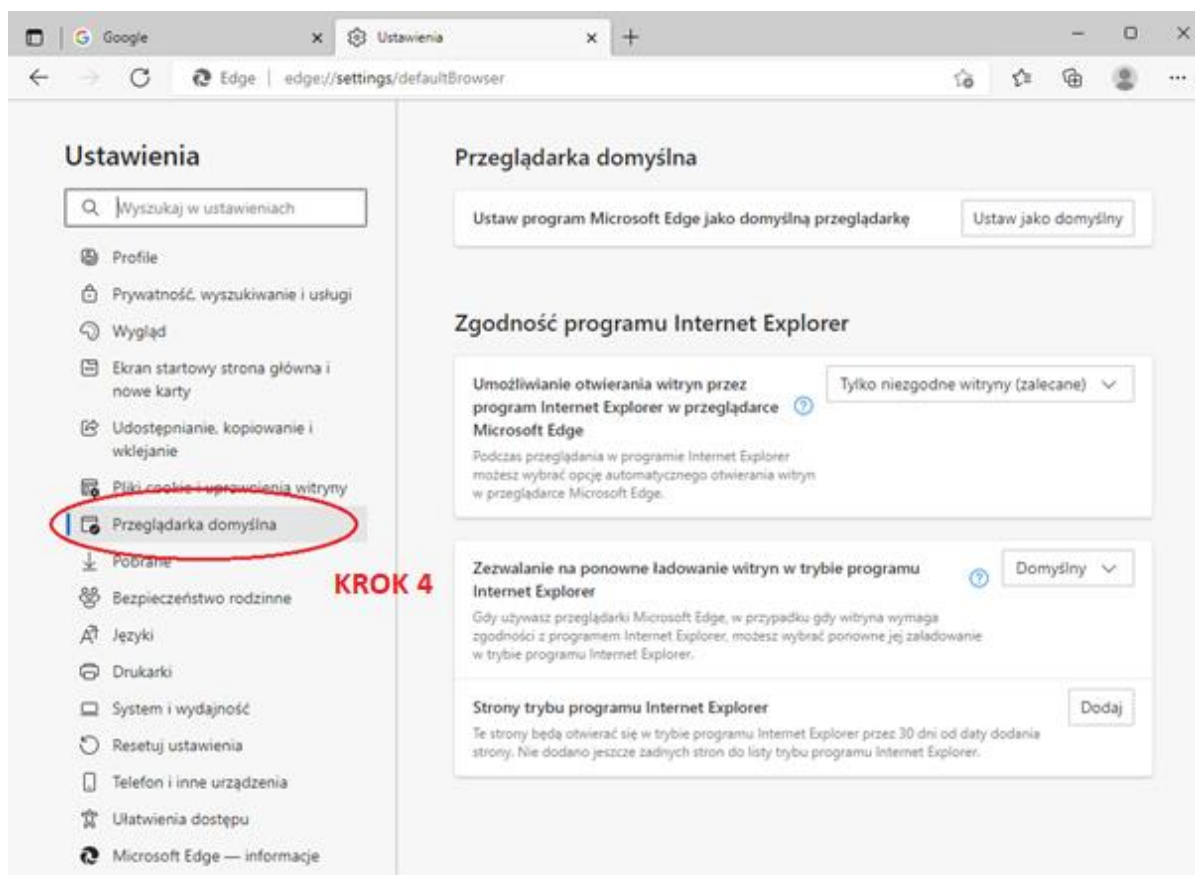 Google
Ustawienia
Edge | edge://settings/defaultBrowser
Ustawienia
Wyszukaj w ustawieniach
Profile
Prywatność, wyszukiwanie i usługi
Wygląd
Ekran startowy strona główna i
nowe karty
Udostępnianie, kopiowanie i
wklejanie
Pliki cookie i uprawnienia witryny
Przeglądarka domyślna
Pobrane
KROK 4
Bezpieczeństwo rodzinne
Języki
Drukarki
System i wydajność
Resetuj ustawienia
Telefon i inne urządzenia
Ułatwienia dostępu
Microsoft Edge — informacje
Przeglądarka domyślna
Ustaw program Microsoft Edge jako domyślną przeglądarkę
Ustaw jako domyślny
Zgodność programu Internet Explorer
Umożliwianie otwierania witryn przez
program Internet Explorer w przeglądarce
Microsoft Edge
Tylko niezgodne witryny (zalecane)
Podczas przeglądania w programie Internet Explorer
możesz wybrać opcję automatycznego otwierania witryn
w przeglądarce Microsoft Edge.
Zezwalanie na ponowne ładowanie witryn w trybie programu
Internet Explorer
Domyślny
Gdy używasz przeglądarki Microsoft Edge, w przypadku gdy witryna wymaga
zgodności z programem Internet Explorer, możesz wybrać ponowne jej załadowanie
w trybie programu Internet Explorer.
Strony trybu programu Internet Explorer
Dodaj
Te strony będą otwierać się w trybie programu Internet Explorer przez 30 dni od daty dodania
strony. Nie dodano jeszcze żadnych stron do listy trybu programu Internet Explorer.